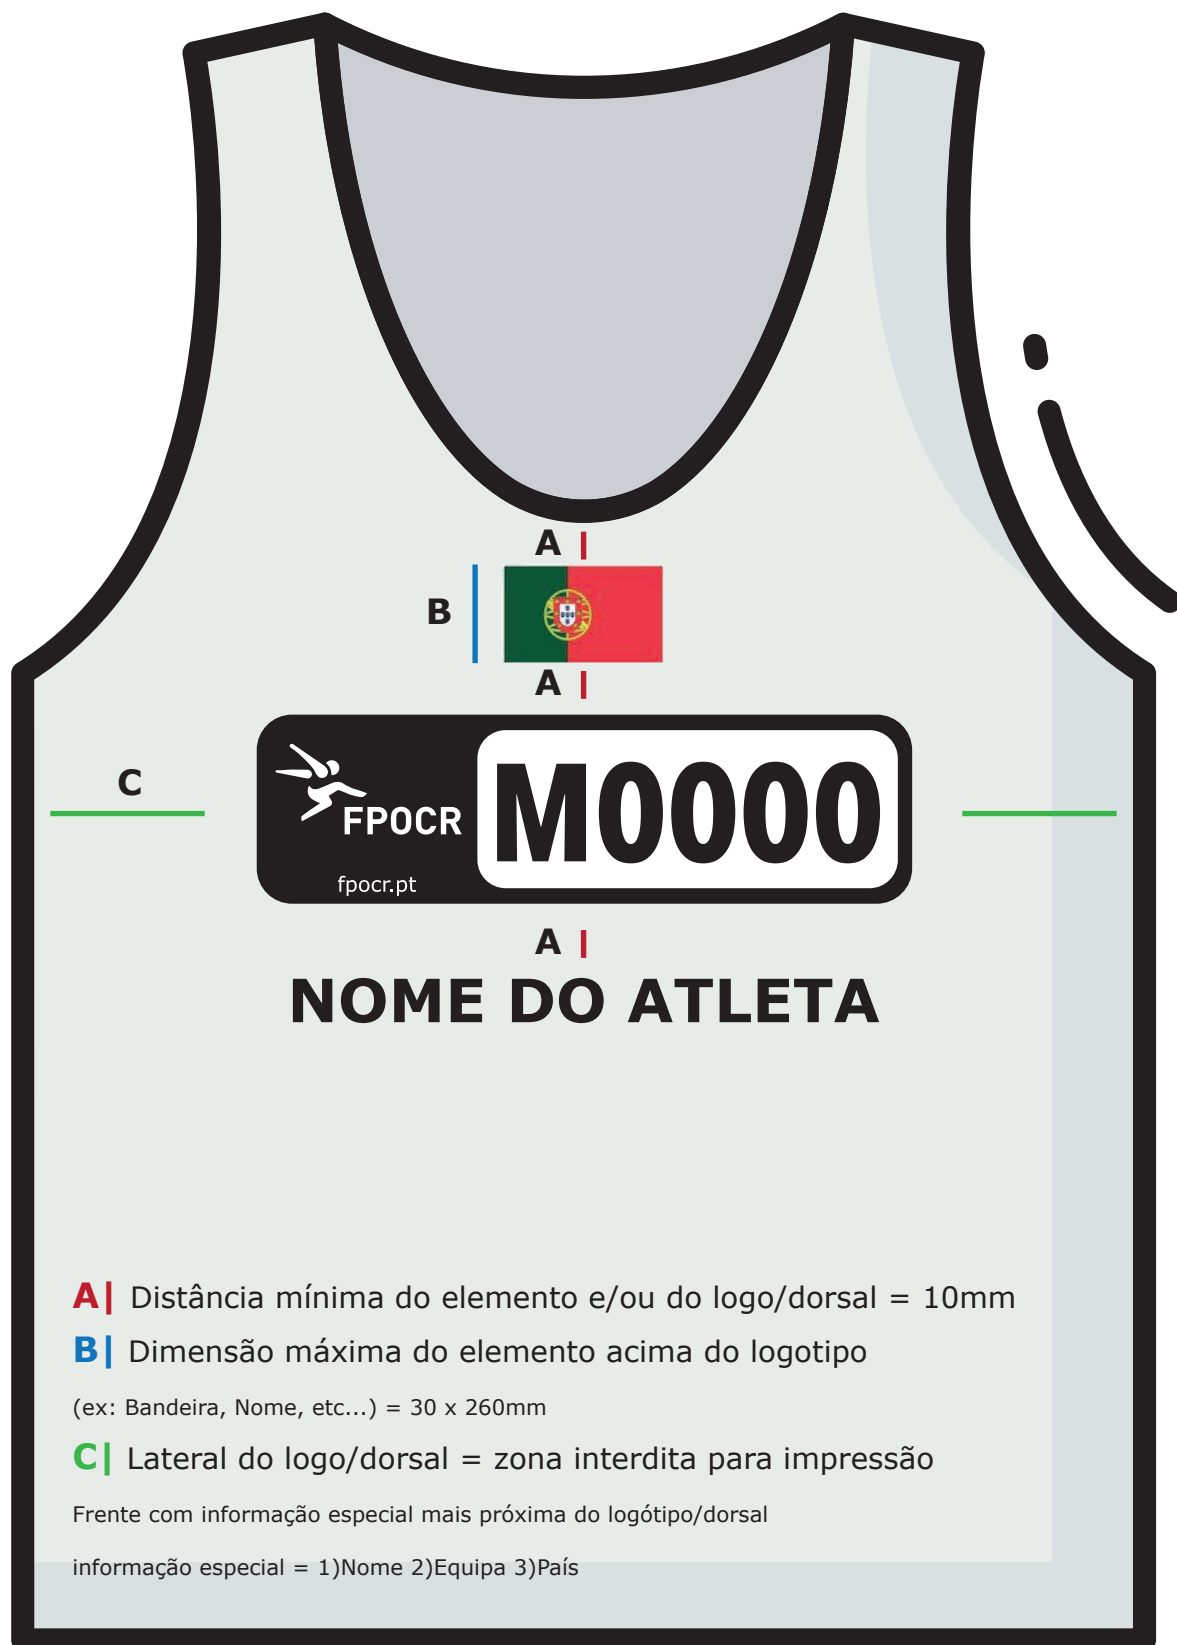 A
B
A
C
FPOCR
fpocr.pt
M0000
A
NOME DO ATLETA
A| Distância mínima do elemento e/ou do logo/dorsal = 10mm
B| Dimensão máxima do elemento acima do logotipo
(ex: Bandeira, Nome, etc...) = 30 x 260mm
C| Lateral do logo/dorsal = zona interdita para impressão
Frente com informação especial mais próxima do logótipo/dorsal
informação especial = 1)Nome 2)Equipa 3)País